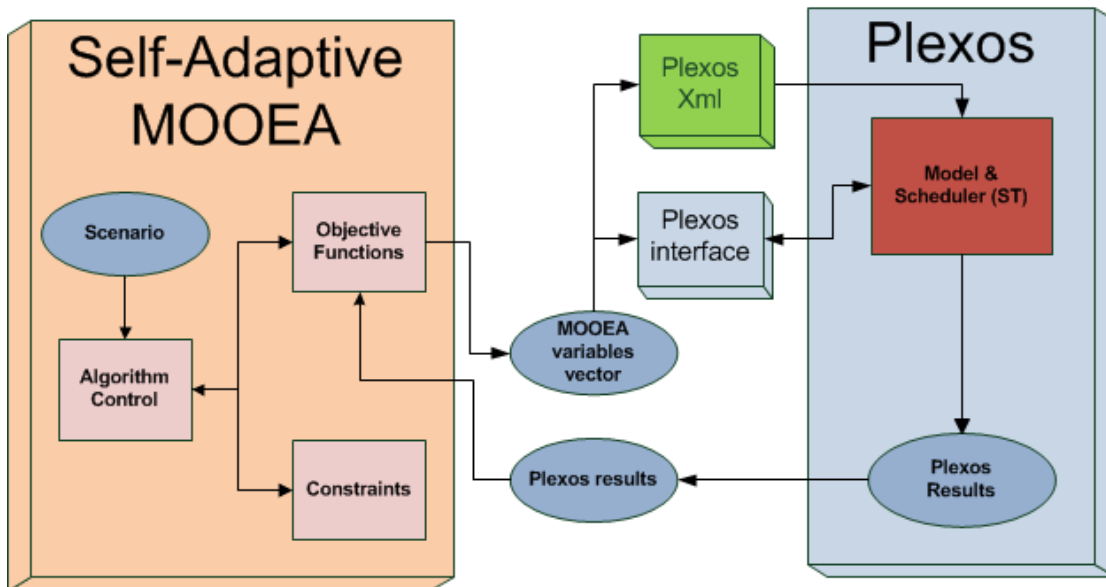 Self-Adaptive
MOOEA
Scenario
Objective
Functions
Algorithm
Control
Constraints
Plexos
Xml
Plexos
interface
MOOEA
variables
vector
Plexos results
Plexos
Model &
Scheduler (ST)
Plexos
Results